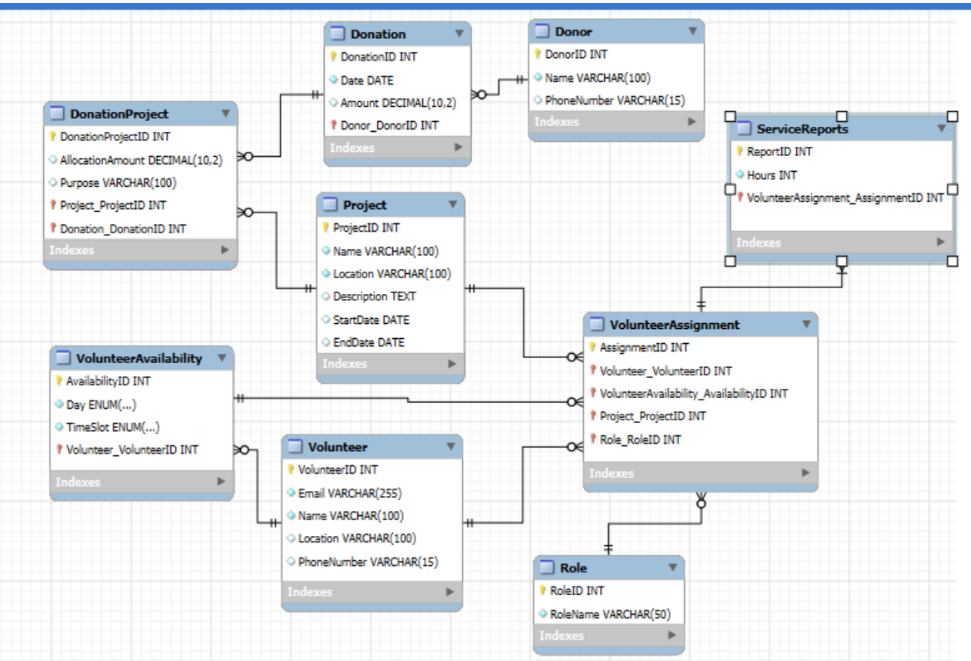 Donation
DonationID INT
Date DATE
Amount DECIMAL(10,2)
Donor_DonorID INT
Indexes
Donor
DonorID INT
Name VARCHAR(100)
PhoneNumber VARCHAR(15)
Indexes
DonationProject
DonationProjectID INT
AllocationAmount DECIMAL(10,2)
Purpose VARCHAR(100)
Project_ProjectID INT
Donation_DonationID INT
Indexes
ServiceReports
ReportID INT
Hours INT
VolunteerAssignment_AssignmentID INT
Indexes
Project
ProjectID INT
Name VARCHAR(100)
Location VARCHAR(100)
Description TEXT
StartDate DATE
EndDate DATE
Indexes
VolunteerAssignment
AssignmentID INT
Volunteer_VolunteerID INT
VolunteerAvailability_AvailabilityID INT
Project_ProjectID INT
Role_RoleID INT
Indexes
VolunteerAvailability
AvailabilityID INT
Day ENUM(...)
TimeSlot ENUM(...)
Volunteer_VolunteerID INT
Indexes
Volunteer
VolunteerID INT
Email VARCHAR(255)
Name VARCHAR(100)
Location VARCHAR(100)
PhoneNumber VARCHAR(15)
Indexes
Role
RoleID INT
RoleName VARCHAR(50)
Indexes